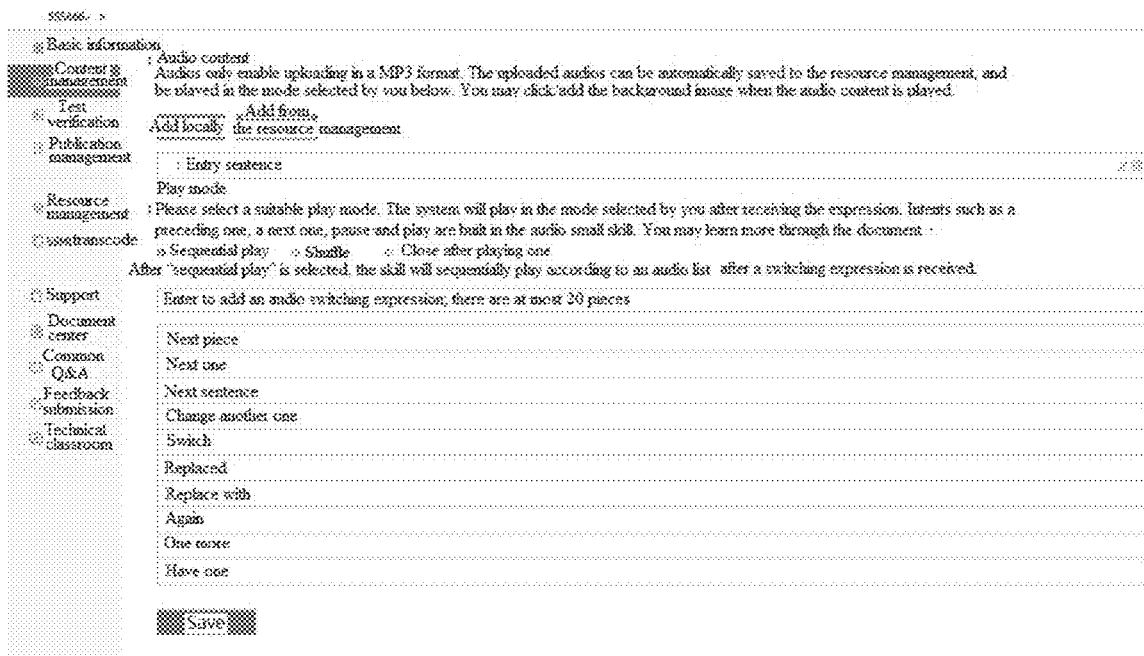 Basic information
Content management
Test verification
Publication management
Resource management
Support
Document center
Common Q&A
Feedback submission
Technical classroom
Audio content
Audios only enable uploading in a MP3 format. The uploaded audios can be automatically saved to the resource management, and
be played in the mode selected by you below. You may click/add the background image when the audio content is played.
Add locally
Add from
the resource management
: Entry sentence
Play mode
: Please select a suitable play mode. The system will play in the mode selected by you after receiving the expression. Intents such as a
preceding one, a next one, pause and play are built in the audio small skill. You may learn more through the document
Sequential play Shuffle Close after playing one
After "sequential play" is selected, the skill will sequentially play according to an audio list after a switching expression is received.
Enter to add an audio switching expression; there are at most 20 pieces
Next piece
Next one
Next sentence
Change another one
Switch
Replaced
Replace with
Again
One more
Have one
Save